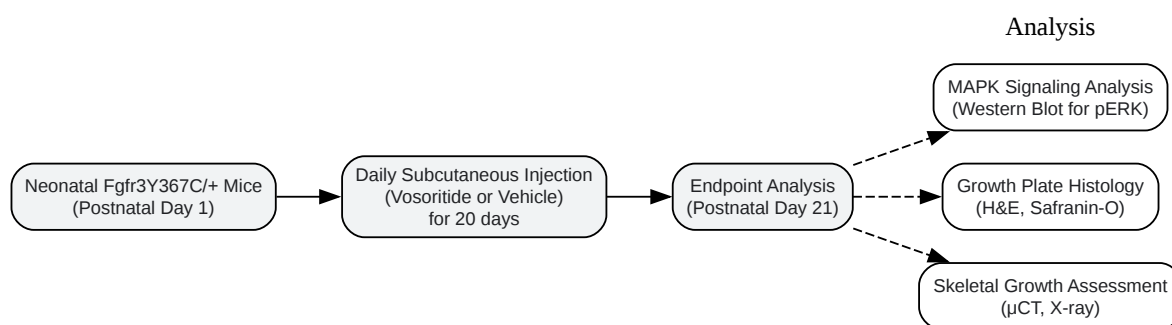 Analysis
Neonatal Fgfr3Y367C/+ Mice
(Postnatal Day 1)
Daily Subcutaneous Injection
(Vosoritide or Vehicle)
for 20 days
Endpoint Analysis
(Postnatal Day 21)
MAPK Signaling Analysis
(Western Blot for pERK)
Growth Plate Histology
(H&E, Safranin-O)
Skeletal Growth Assessment
(μCT, X-ray)